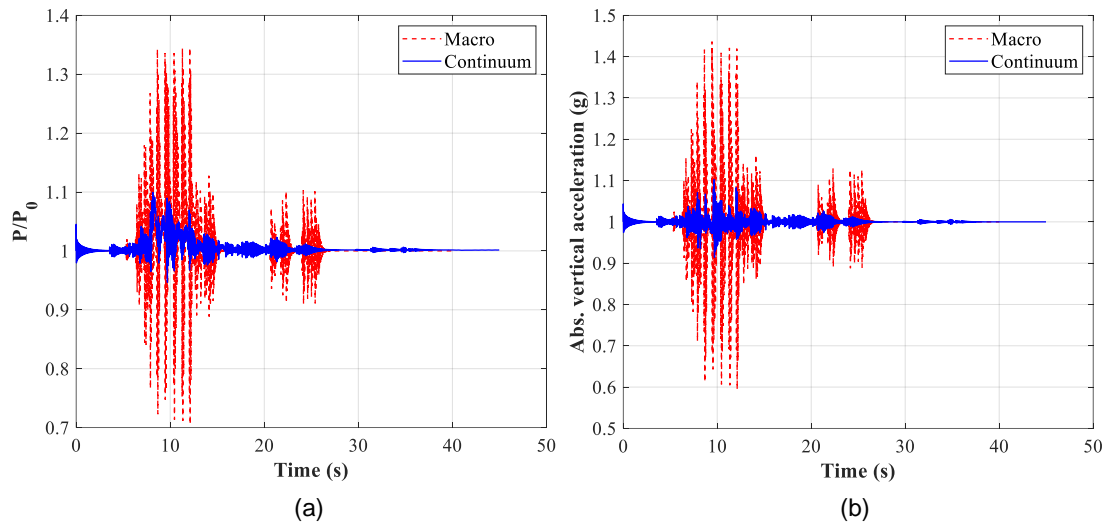 1.4
1.3
1.2
1.1
1
0.9
0.8
0.7
P/P0
0 10 20 30 40 50
Time (s)
Macro
Continuum
(a)
1.5
1.4
1.3
1.2
1.1
1
0.9
0.8
0.7
0.6
0.5
Abs. vertical acceleration (g)
0 10 20 30 40 50
Time (s)
Macro
Continuum
(b)